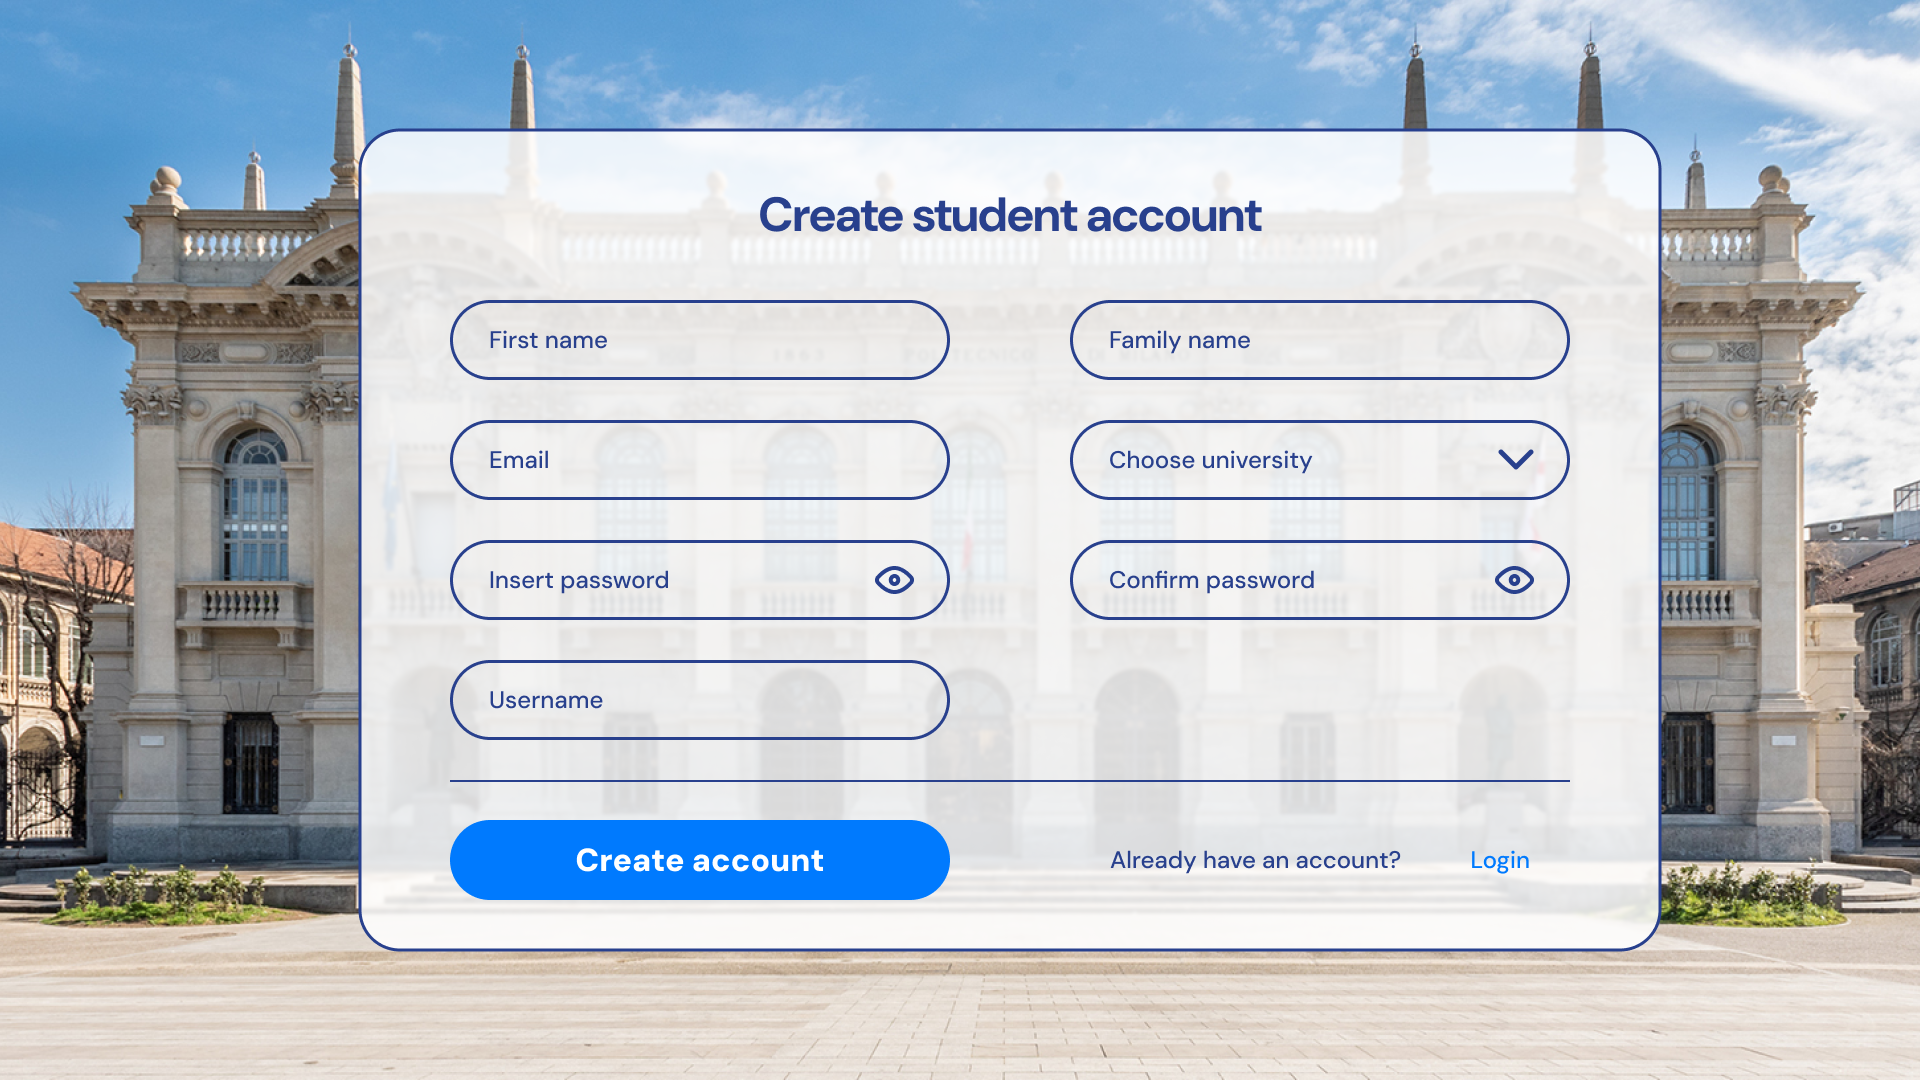 Create student account
First name
Family name
Email
Choose university
Insert password
Confirm password
Username
Create account
Already have an account? Login